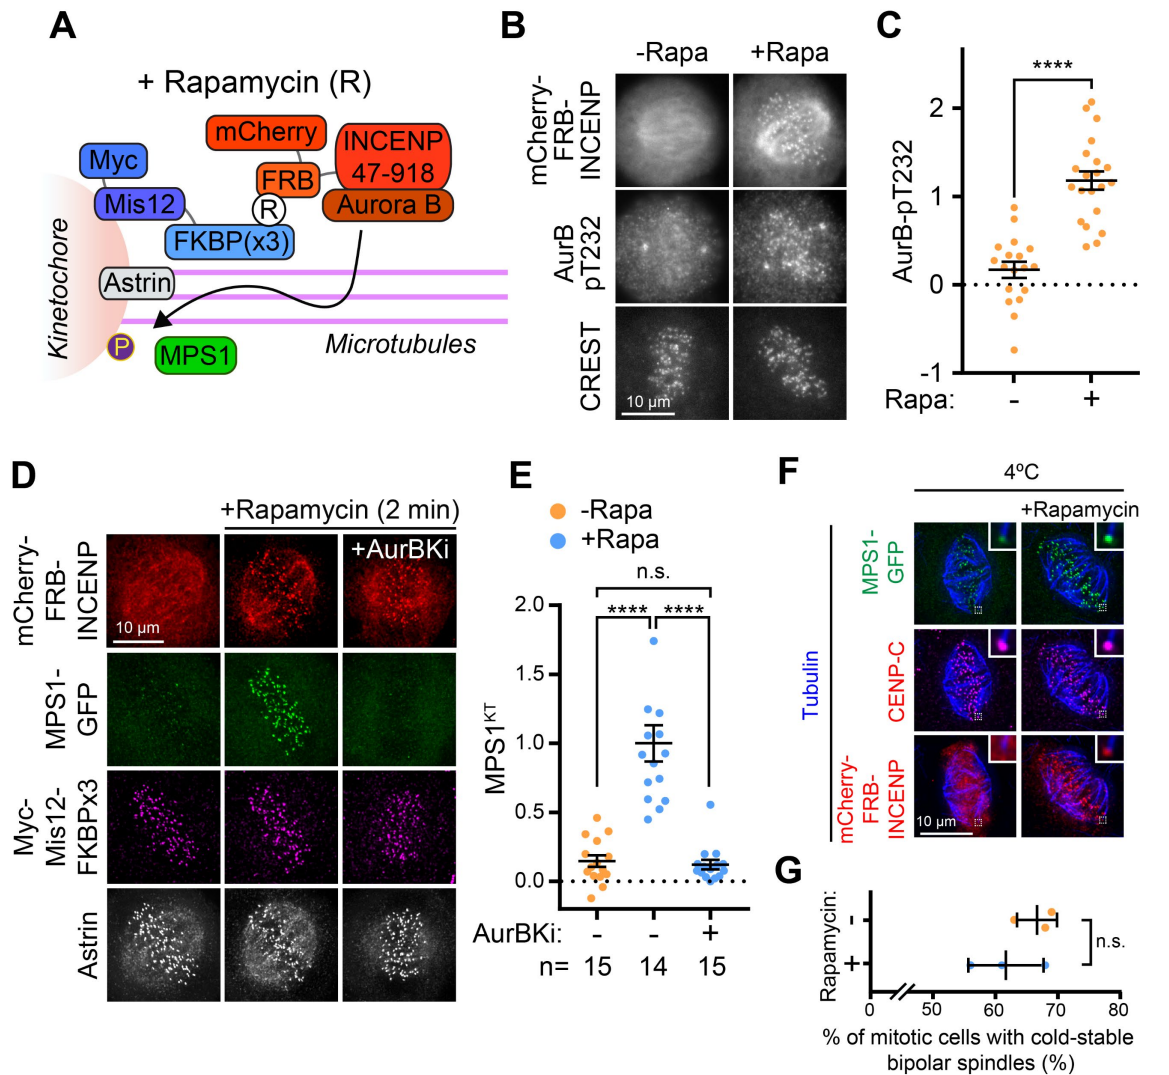 A
+ Rapamycin (R)
mCherry
INCENP
47-918
Myc
FRB
Mis12
R
Aurora B
FKBP(x3)
Kinetochore
Astrin
P
MPS1
Microtubules
B
-Rapa
+Rapa
mCherry-
FRB-
INCENP
AurB
pT232
CREST
10 µm
C
****
AurB-pT232
2
1
0
-1
Rapa:
-
+
D
+Rapamycin (2 min)
+AurBKi
mCherry-
FRB-
INCENP
10 µm
MPS1-
GFP
Myc-
Mis12-
FKBPx3
Astrin
E
-Rapa
+Rapa
n.s.
**** ****
MPS1KT
2.0
1.5
1.0
0.5
0.0
AurBKi: - - +
n= 15 14 15
F
4ºC
+Rapamycin
Tubulin
MPS1-
GFP
CENP-C
mCherry-
FRB-
INCENP
10 µm
G
Rapamycin:
-
+
n.s.
0 50 60 70 80
% of mitotic cells with cold-stable
bipolar spindles (%)